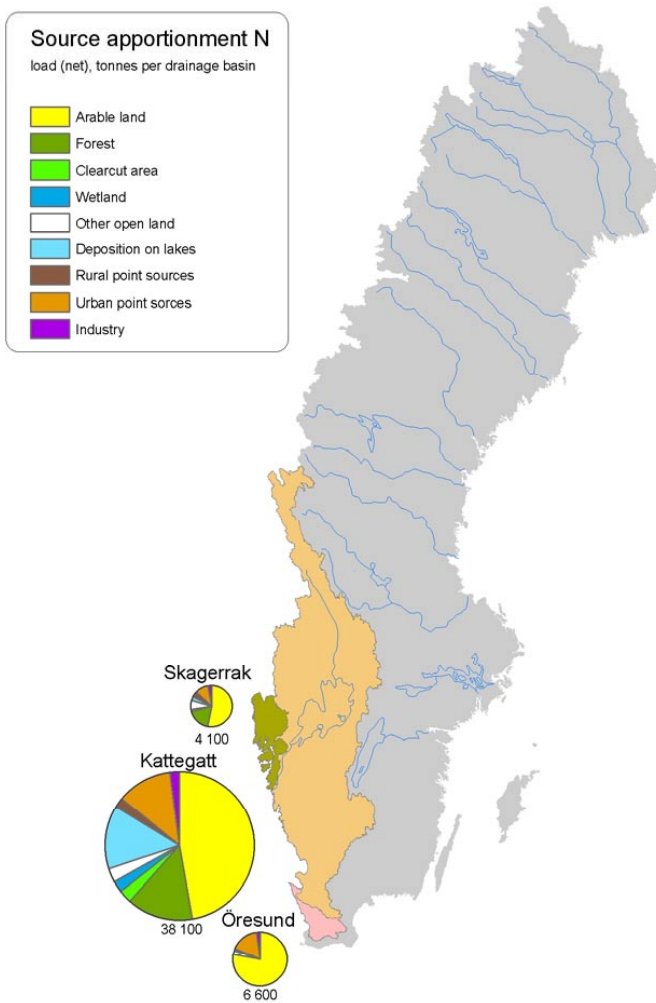 Source apportionment N
load (net), tonnes per drainage basin
Arable land
Forest
Clearcut area
Wetland
Other open land
Deposition on lakes
Rural point sources
Urban point sorces
Industry
Skagerrak
4 100
Kattegatt
38 100
Öresund
6 600